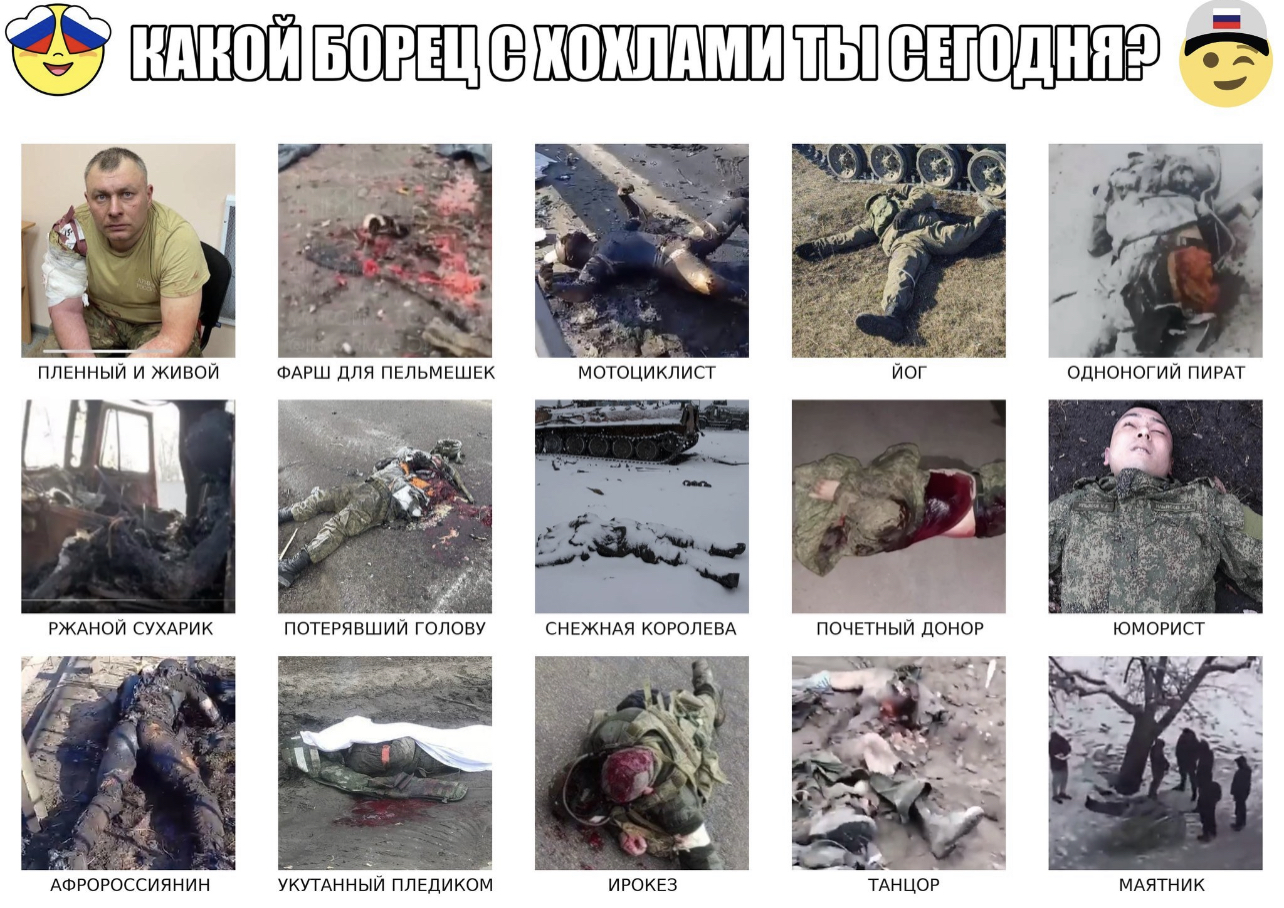 КАКОЙ БОРЕЦ С ХОХЛАМИ ТЫ СЕГОДНЯ?
ПЛЕННЫЙ И ЖИВОЙ
ФАРШ ДЛЯ ПЕЛЬМЕШЕК
МОТОЦИКЛИСТ
ЙОГ
ОДНОНОГИЙ ПИРАТ
РЖАНОЙ СУХАРИК
ПОТЕРЯВШИЙ ГОЛОВУ
СНЕЖНАЯ КОРОЛЕВА
ПОЧЕТНЫЙ ДОНОР
ЮМОРИСТ
АФРОРОССИЯНИН
УКУТАННЫЙ ПЛЕДИКОМ
ИРОКЕЗ
ТАНЦОР
МАЯТНИК